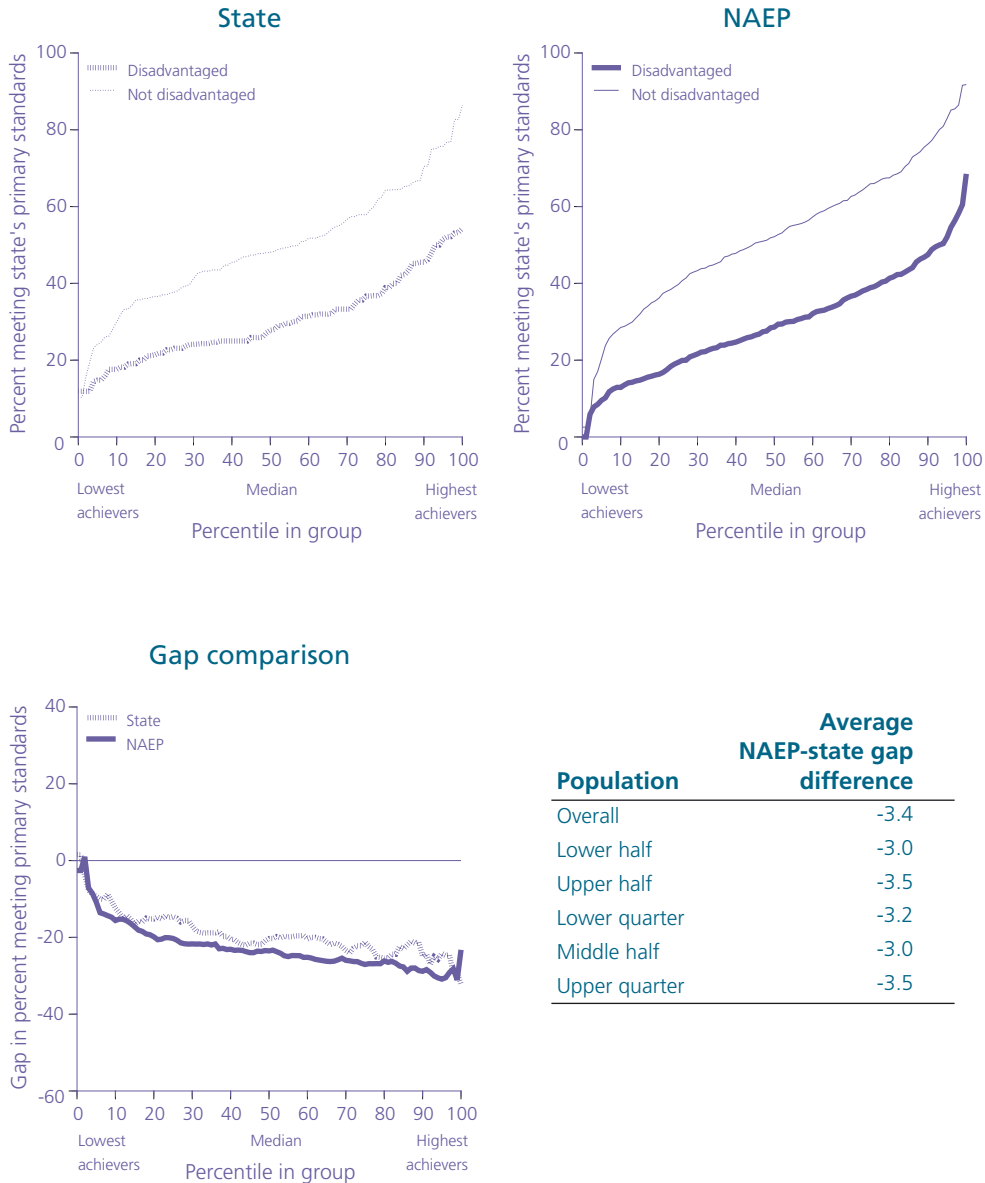 State
Percent meeting state's primary standards
100
80
60
40
20
0
Disadvantaged
Not disadvantaged
0 10 20 30 40 50 60 70 80 90 100
Lowest achievers
Median
Highest achievers
Percentile in group
NAEP
Percent meeting state's primary standards
100
80
60
40
20
0
Disadvantaged
Not disadvantaged
0 10 20 30 40 50 60 70 80 90 100
Lowest achievers
Median
Highest achievers
Percentile in group
Gap comparison
Gap in percent meeting primary standards
40
20
0
-20
-40
-60
State
NAEP
0 10 20 30 40 50 60 70 80 90 100
Lowest achievers
Median
Highest achievers
Percentile in group
Average
NAEP-state gap
Population difference
Overall -3.4
Lower half -3.0
Upper half -3.5
Lower quarter -3.2
Middle half -3.0
Upper quarter -3.5